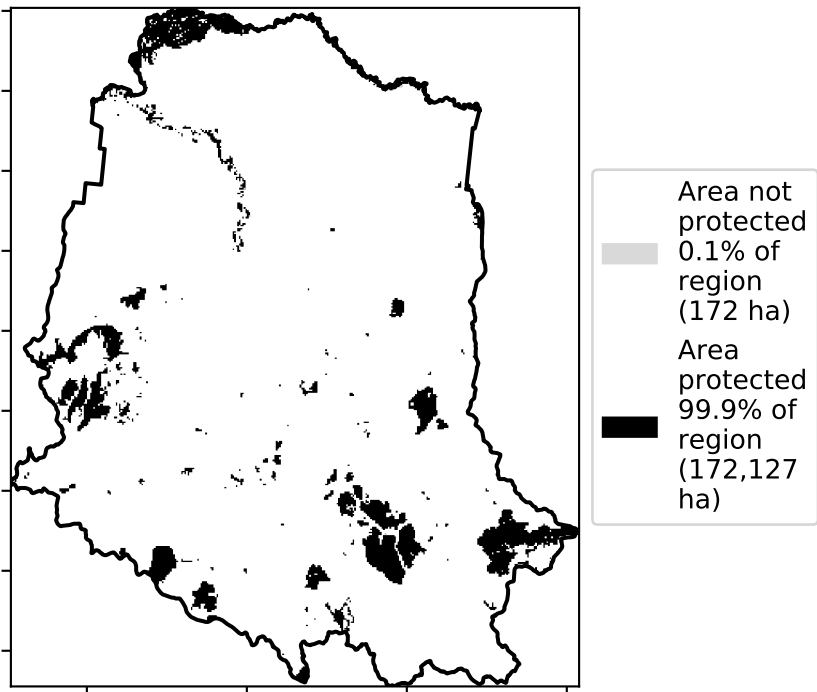 Area not
protected
0.1% of
region
(172 ha)
Area
protected
99.9% of
region
(172,127
ha)